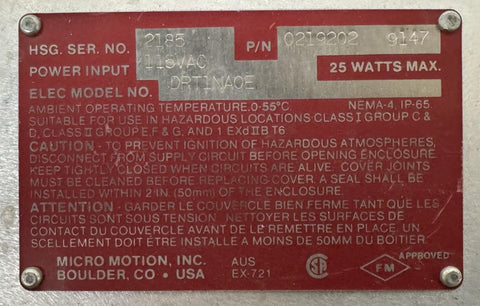 HSG. SER. NO. 2185 P/N 0219202 9147
POWER INPUT 115VAC 25 WATTS MAX.
ELEC MODEL NO. DRT1NAOE
AMBIENT OPERATING TEMPERATURE.0-55°C. NEMA-4, IP-65.
SUITABLE FOR USE IN HAZARDOUS LOCATIONS-CLASS I GROUP C &
D, CLASS II GROUP E,F & G, AND 1 EXd IIB T6
CAUTION - TO PREVENT IGNITION OF HAZARDOUS ATMOSPHERES,
DISCONNECT FROM SUPPLY CIRCUIT BEFORE OPENING ENCLOSURE.
KEEP TIGHTLY CLOSED WHEN CIRCUITS ARE ALIVE: COVER JOINTS
MUST BE CLEANED BEFORE REPLACING COVER. A SEAL SHALL BE
INSTALLED WITHIN 2 IN. (50mm) OF THE ENCLOSURE.
ATTENTION - GARDER LE COUVERCLE BIEN FERME TANT QUE LES
CIRCUITS SONT SOUS TENSION. NETTOYER LES SURFACES DE
CONTACT DU COUVERCLE AVANT DE LE REMETTRE EN PLACE. UN
SCELLEMENT DOIT ÊTRE INSTALLE A MOINS DE 50MM DU BOITIER.
MICRO MOTION, INC. AUS APPROVED
BOULDER, CO • USA EX-721 FM